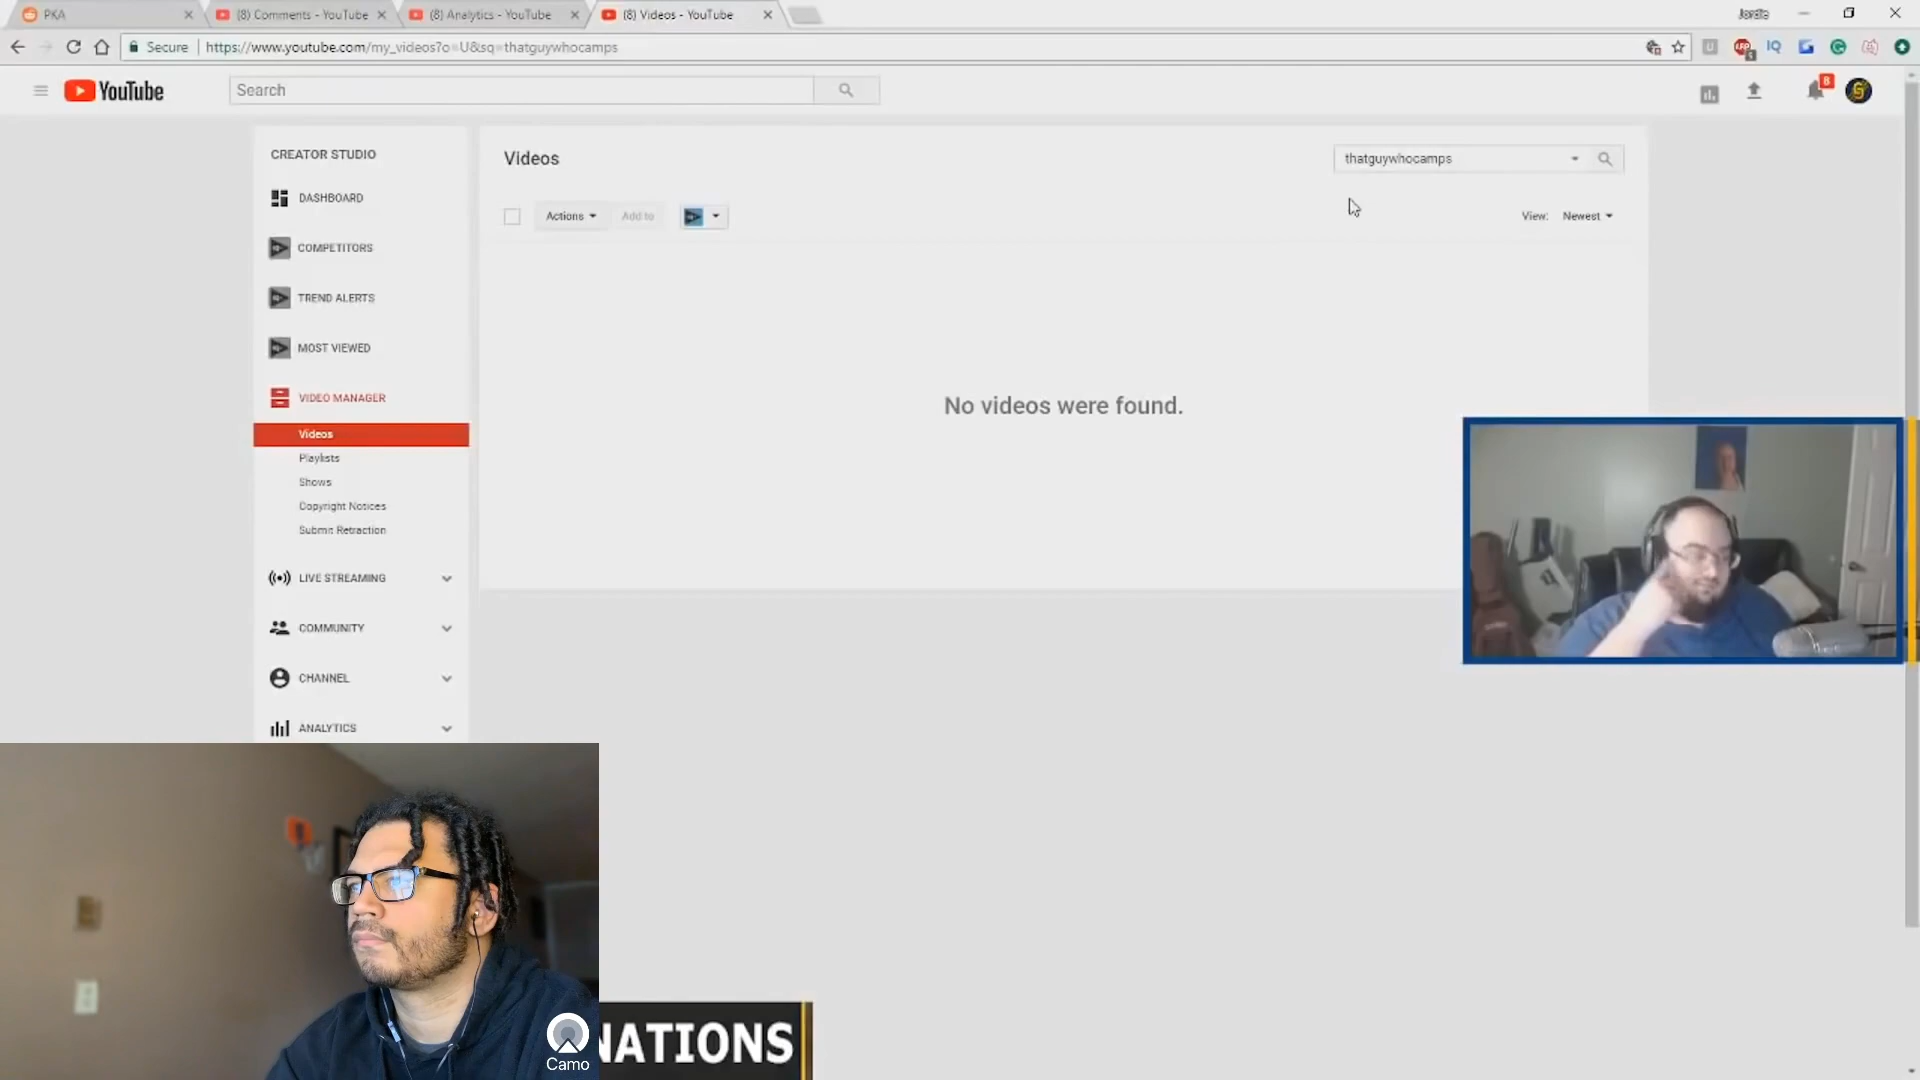 PKA
(8) Comments - YouTube
(8) Analytics - YouTube
(8) Videos - YouTube
Secure
https://www.youtube.com/my_videos?o=U&sq=thatguywhocamps
IQ
YouTube
Search
8
CREATOR STUDIO
DASHBOARD
COMPETITORS
TREND ALERTS
MOST VIEWED
VIDEO MANAGER
Videos
Playlists
Shows
Copyright Notices
Submit Retraction
LIVE STREAMING
COMMUNITY
CHANNEL
ANALYTICS
Videos
thatguywhocamps
Actions
Add to
View:
Newest
No videos were found.
Camo
NATIONS